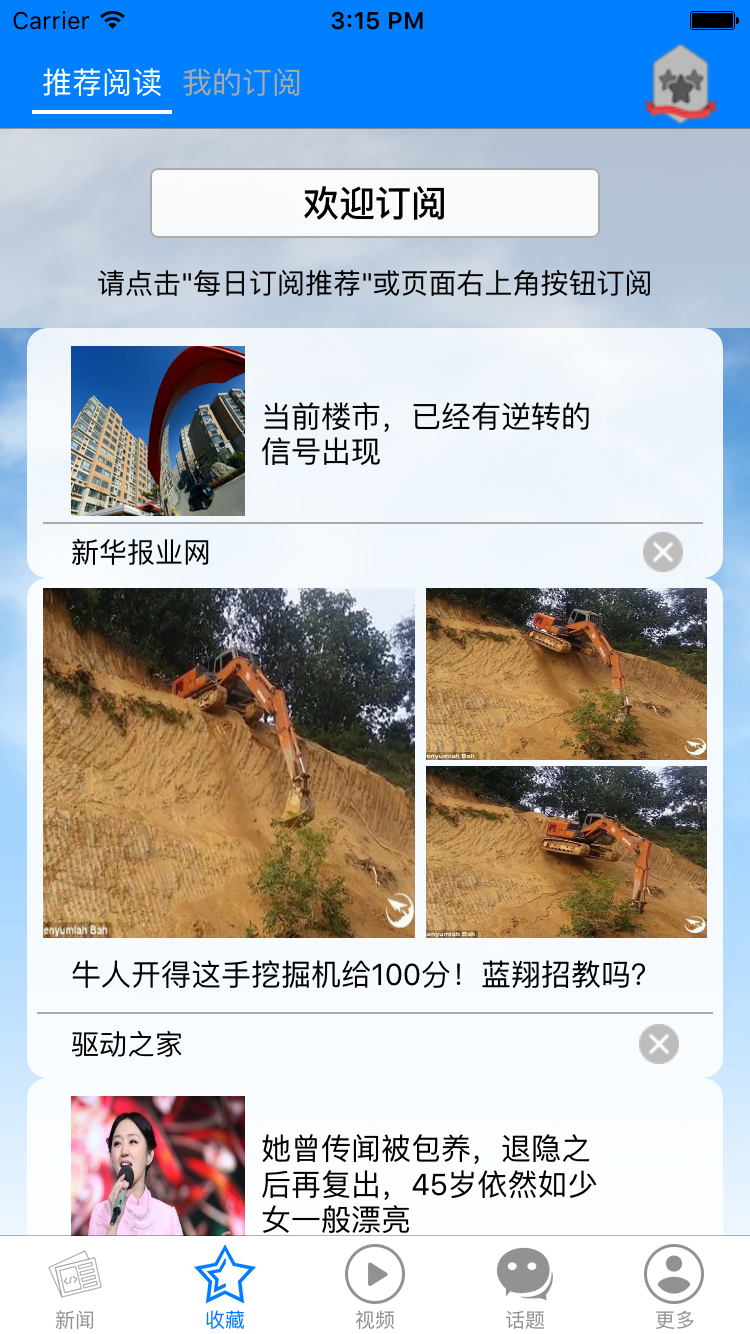 Carrier 3:15 PM
推荐阅读 我的订阅
欢迎订阅
请点击"每日订阅推荐"或页面右上角按钮订阅
当前楼市，已经有逆转的
信号出现
新华报业网
enyumlah Bah
enyumlah Bah
enyumlah Bah
牛人开得这手挖掘机给100分！蓝翔招教吗?
驱动之家
她曾传闻被包养，退隐之
后再复出，45岁依然如少
女一般漂亮
新闻 收藏 视频 话题 更多